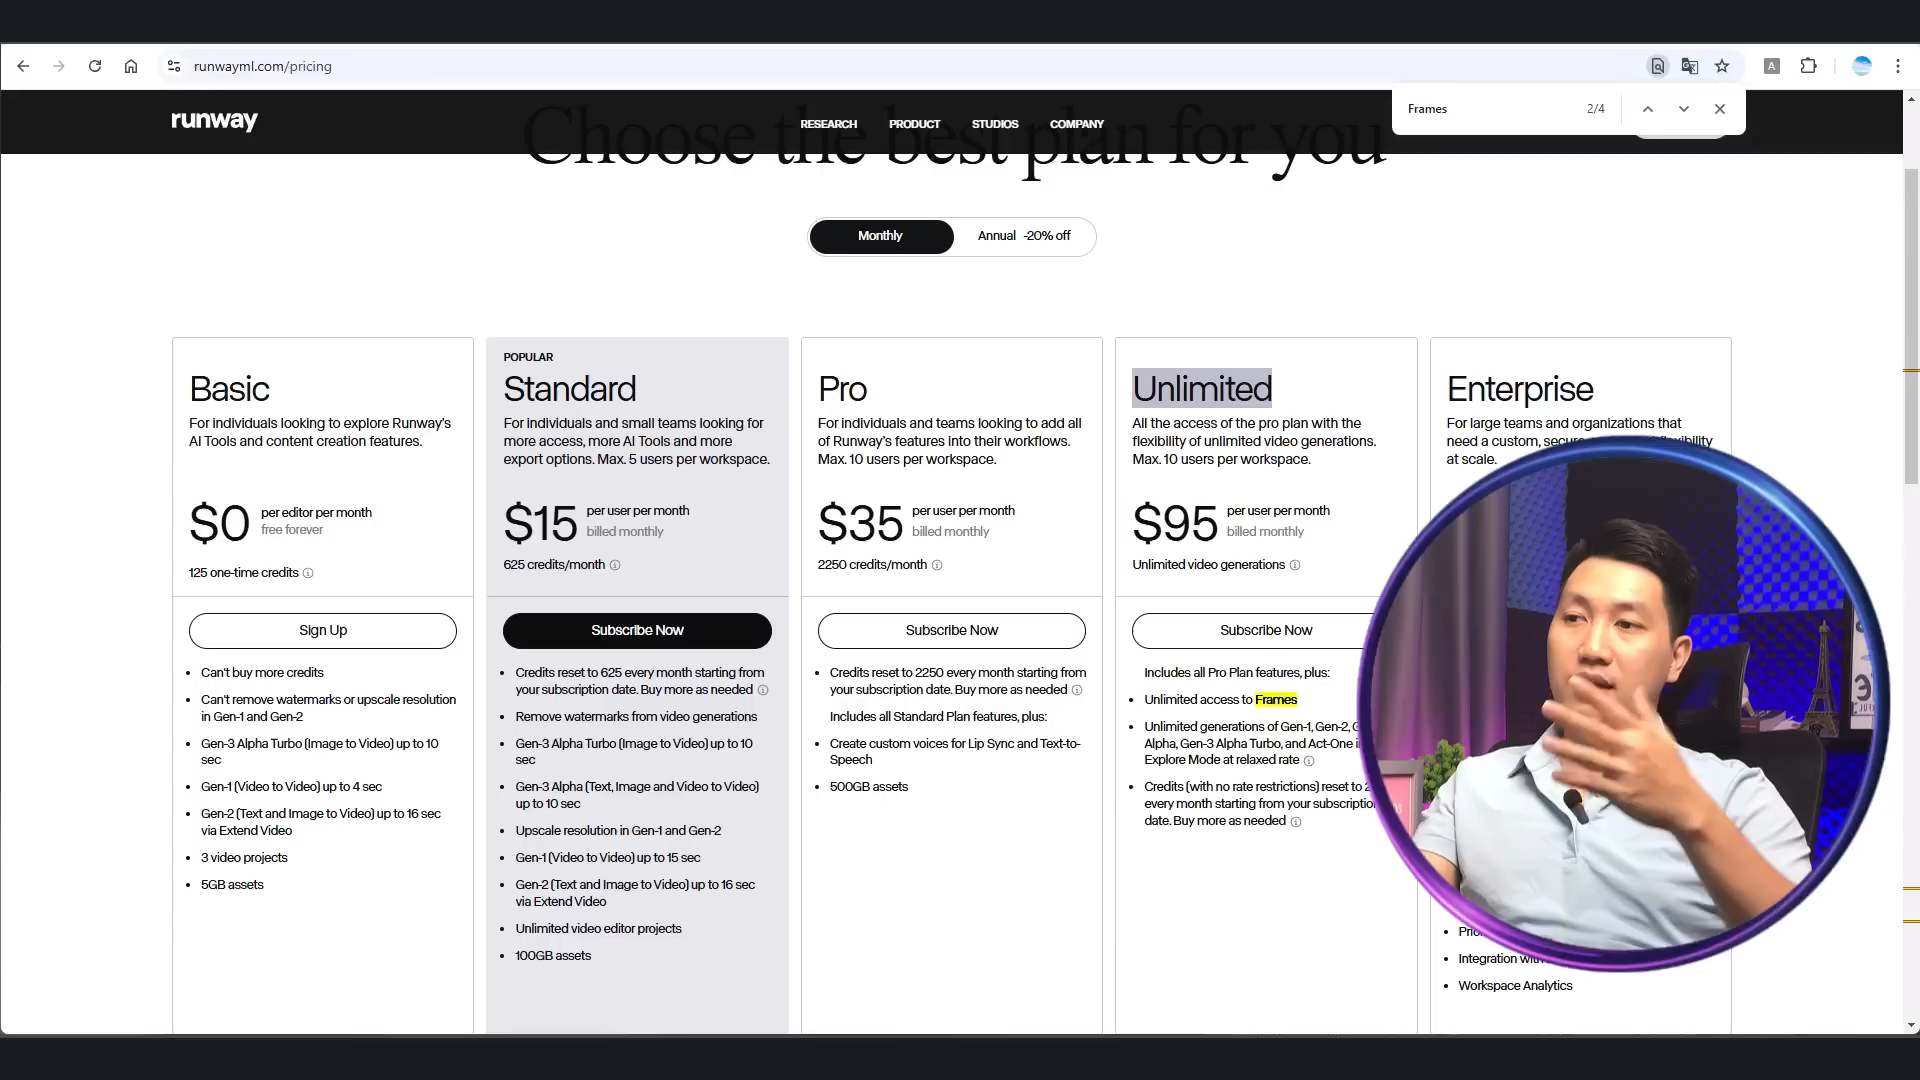 runwayml.com/pricing
A
Frames 2/4
runway
RESEARCH PRODUCT STUDIOS COMPANY
Choose the best plan for you
Monthly Annual -20% off
Basic
For individuals looking to explore Runway's
AI Tools and content creation features.
$0 per editor per month
free forever
125 one-time credits
Sign Up
• Can't buy more credits
• Can't remove watermarks or upscale resolution
in Gen-1 and Gen-2
• Gen-3 Alpha Turbo (Image to Video) up to 10
sec
• Gen-1 (Video to Video) up to 4 sec
• Gen-2 (Text and Image to Video) up to 16 sec
via Extend Video
• 3 video projects
• 5GB assets
POPULAR
Standard
For individuals and small teams looking for
more access, more AI Tools and more
export options. Max. 5 users per workspace.
$15 per user per month
billed monthly
625 credits/month
Subscribe Now
• Credits reset to 625 every month starting from
your subscription date. Buy more as needed
• Remove watermarks from video generations
• Gen-3 Alpha Turbo (Image to Video) up to 10
sec
• Gen-3 Alpha (Text, Image and Video to Video)
up to 10 sec
• Upscale resolution in Gen-1 and Gen-2
• Gen-1 (Video to Video) up to 15 sec
• Gen-2 (Text and Image to Video) up to 16 sec
via Extend Video
• Unlimited video editor projects
• 100GB assets
Pro
For individuals and teams looking to add all
of Runway's features into their workflows.
Max. 10 users per workspace.
$35 per user per month
billed monthly
2250 credits/month
Subscribe Now
• Credits reset to 2250 every month starting from
your subscription date. Buy more as needed
Includes all Standard Plan features, plus:
• Create custom voices for Lip Sync and Text-to-
Speech
• 500GB assets
Unlimited
All the access of the pro plan with the
flexibility of unlimited video generations.
Max. 10 users per workspace.
$95 per user per month
billed monthly
Unlimited video generations
Subscribe Now
Includes all Pro Plan features, plus:
• Unlimited access to Frames
• Unlimited generations of Gen-1, Gen-2,
Alpha, Gen-3 Alpha Turbo, and Act-One
Explore Mode at relaxed rate
• Credits (with no rate restrictions) reset to
every month starting from your subscription
date. Buy more as needed
Enterprise
For large teams and organizations that
need a custom,
at scale.
• Integration
• Workspace Analytics